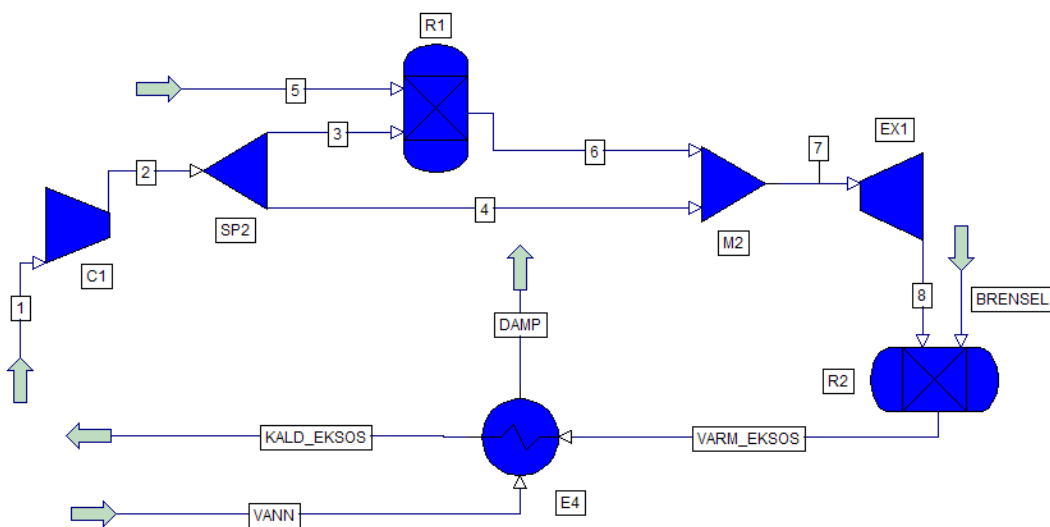 R1
5
3
2
6
7
EX1
4
SP2
M2
C1
1
8
BRENSEL
DAMP
R2
KALD_EKSOS
VARM_EKSOS
E4
VANN